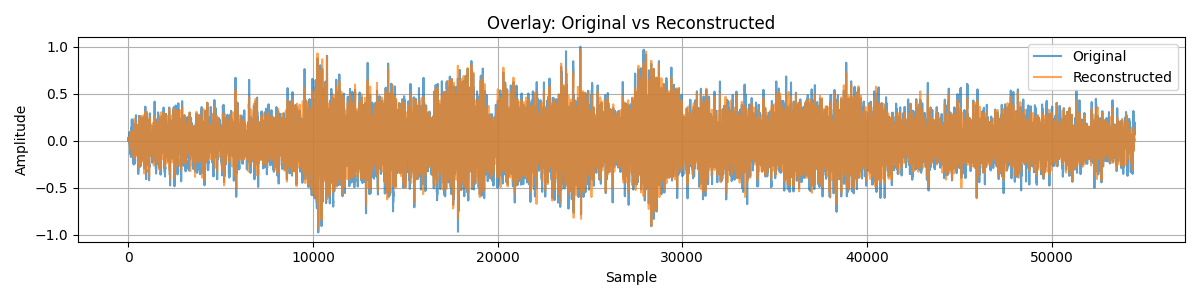 Overlay: Original vs Reconstructed
Original
Reconstructed
Amplitude
1.0
0.5
0.0
−0.5
−1.0
0 10000 20000 30000 40000 50000
Sample